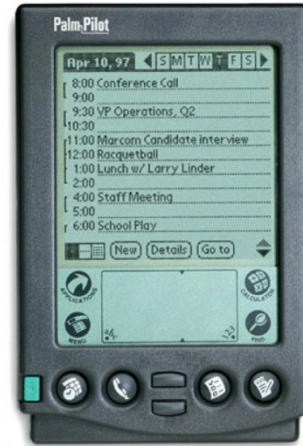 PalmPilot
Apr 10, 97 S M T W T F S
8:00 Conference Call
9:00
9:30 VP Operations, Q2
10:30
11:00 Marcom Candidate interview
12:00 Racquetball
1:00 Lunch w/ Larry Linder
2:00
4:00 Staff Meeting
5:00
6:00 School Play
New Details Go to
APPLICATIONS CALCULATOR
MENU abc 123 FIND